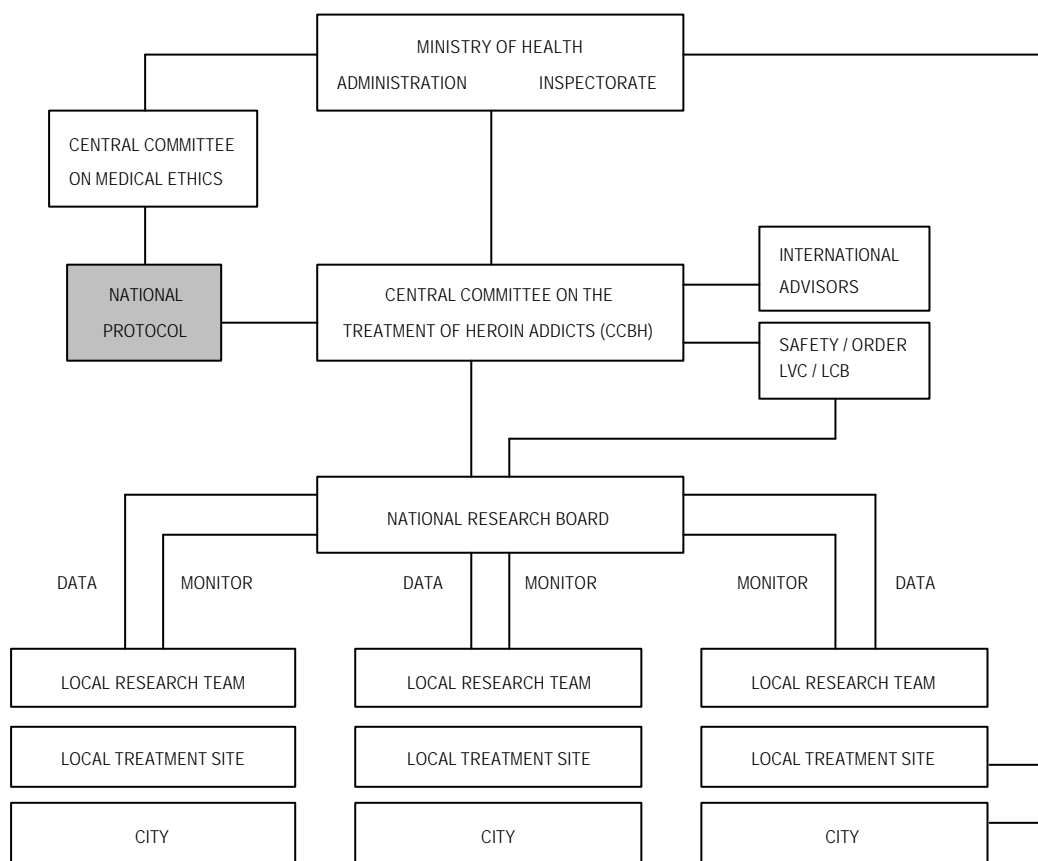 MINISTRY OF HEALTH
ADMINISTRATION INSPECTORATE
CENTRAL COMMITTEE
ON MEDICAL ETHICS
NATIONAL
PROTOCOL
CENTRAL COMMITTEE ON THE
TREATMENT OF HEROIN ADDICTS (CCBH)
INTERNATIONAL
ADVISORS
SAFETY / ORDER
LVC / LCB
NATIONAL RESEARCH BOARD
DATA MONITOR DATA MONITOR MONITOR DATA
LOCAL RESEARCH TEAM LOCAL RESEARCH TEAM LOCAL RESEARCH TEAM
LOCAL TREATMENT SITE LOCAL TREATMENT SITE LOCAL TREATMENT SITE
CITY CITY CITY